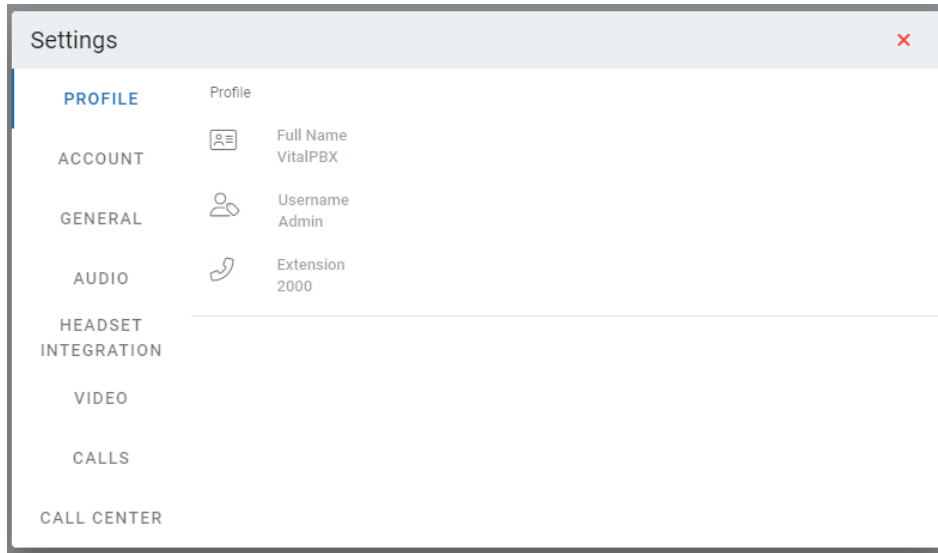 Settings
PROFILE
ACCOUNT
GENERAL
AUDIO
HEADSET
INTEGRATION
VIDEO
CALLS
CALL CENTER
Profile
Full Name
VitalPBX
Username
Admin
Extension
2000